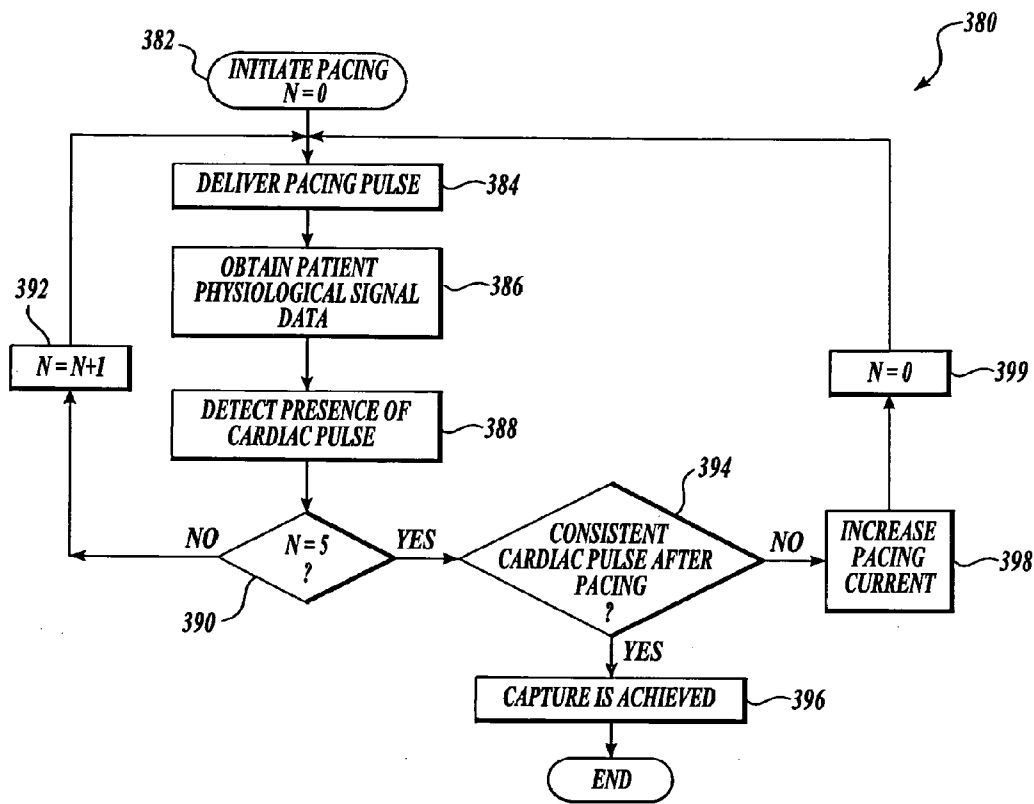 380
382
INITIATE PACING
N = 0
DELIVER PACING PULSE
384
OBTAIN PATIENT
PHYSIOLOGICAL SIGNAL
DATA
386
392
N = N+1
N = 0
399
DETECT PRESENCE OF
CARDIAC PULSE
388
394
NO
N = 5
?
YES
390
CONSISTENT
CARDIAC PULSE AFTER
PACING
?
NO
INCREASE
PACING
CURRENT
398
YES
CAPTURE IS ACHIEVED
396
END